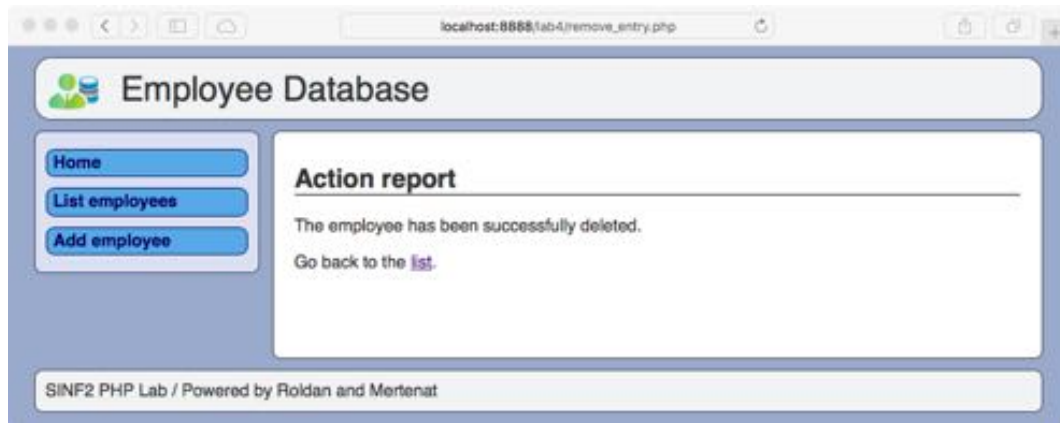 localhost:8888/lab4/remove_entry.php
Employee Database
Home
List employees
Add employee
Action report
The employee has been successfully deleted.
Go back to the list.
SINF2 PHP Lab / Powered by Roldan and Mertenat